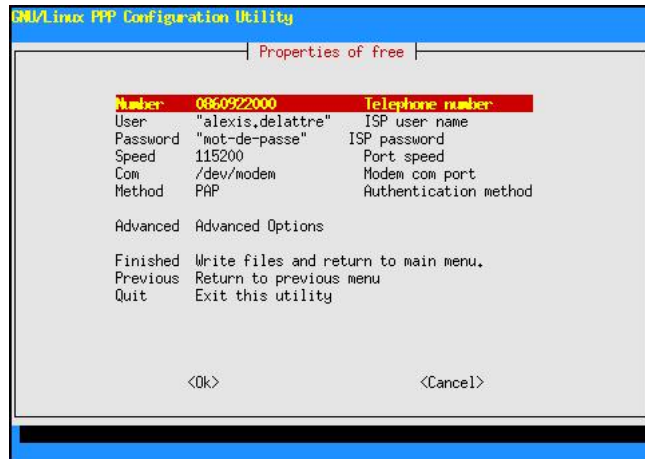 GNU/Linux PPP Configuration Utility
Properties of free
Number 0860922000 Telephone number
User "alexis.delattre" ISP user name
Password "mot-de-passe" ISP password
Speed 115200 Port speed
Com /dev/modem Modem com port
Method PAP Authentication method
Advanced Advanced Options
Finished Write files and return to main menu.
Previous Return to previous menu
Quit Exit this utility
<Ok> <Cancel>